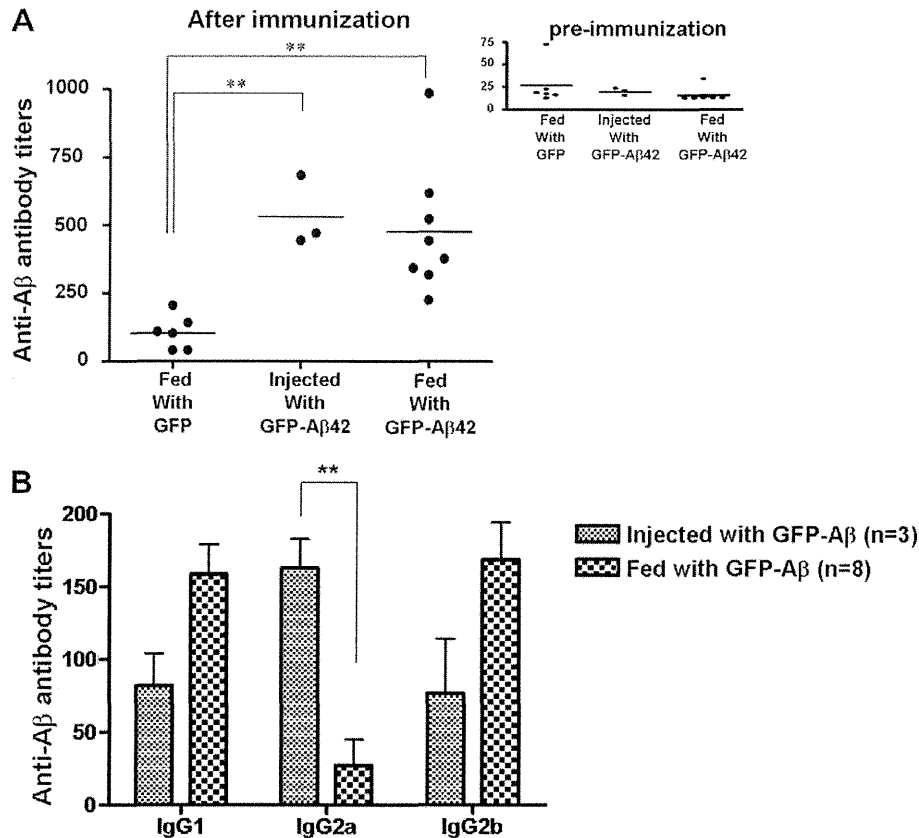 A
After immunization
pre-immunization
**
**
Anti-Aβ antibody titers
1000
750
500
250
0
Fed
With
GFP
Injected
With
GFP-Aβ42
Fed
With
GFP-Aβ42
75
50
25
0
Fed
With
GFP
Injected
With
GFP-Aβ42
Fed
With
GFP-Aβ42
B
**
Anti-Aβ antibody titers
200
150
100
50
0
IgG1
IgG2a
IgG2b
Injected with GFP-Aβ (n=3)
Fed with GFP-Aβ (n=8)